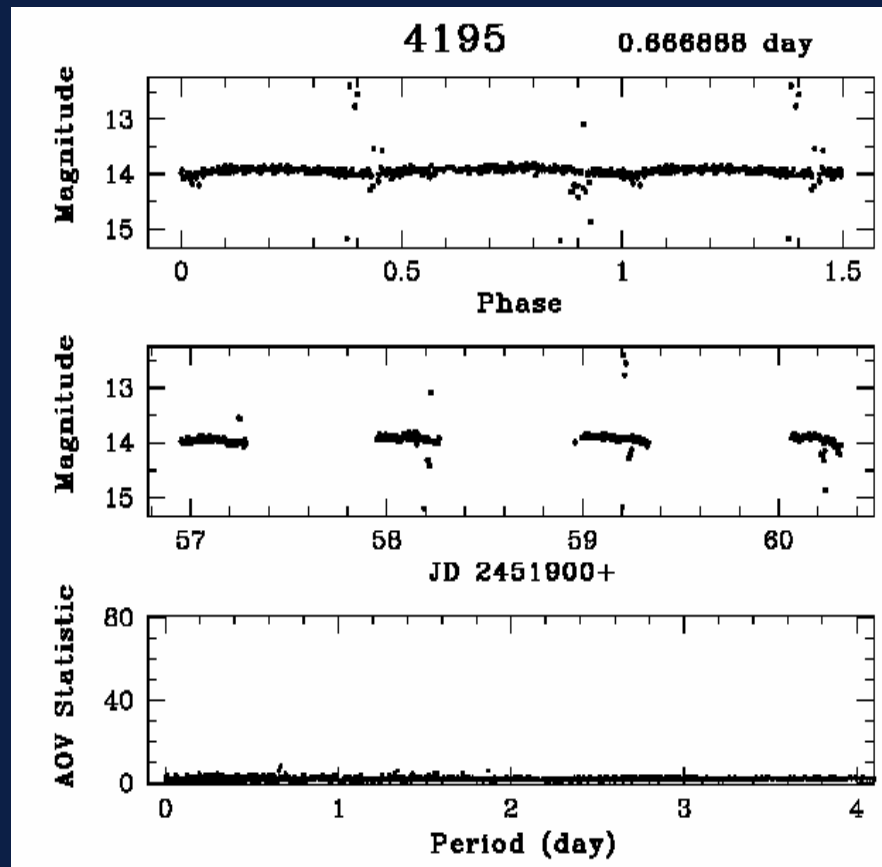 4195 0.666888 day
Magnitude
13
14
15
0 0.5 1 1.5
Phase
Magnitude
13
14
15
57 58 59 60
JD 2451900+
AOV Statistic
80
40
0
0 1 2 3 4
Period (day)